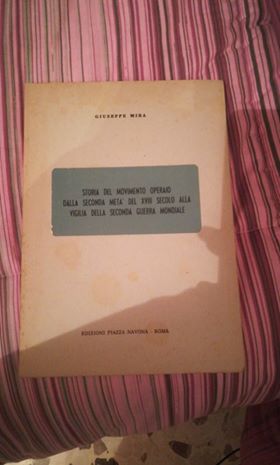 GIUSEPPE MIRA
STORIA DEL MOVIMENTO OPERAIO
DALLA SECONDA META' DEL XVIII SECOLO ALLA
VIGILIA DELLA SECONDA GUERRA MONDIALE
EDIZIONI PIAZZA NAVONA - ROMA